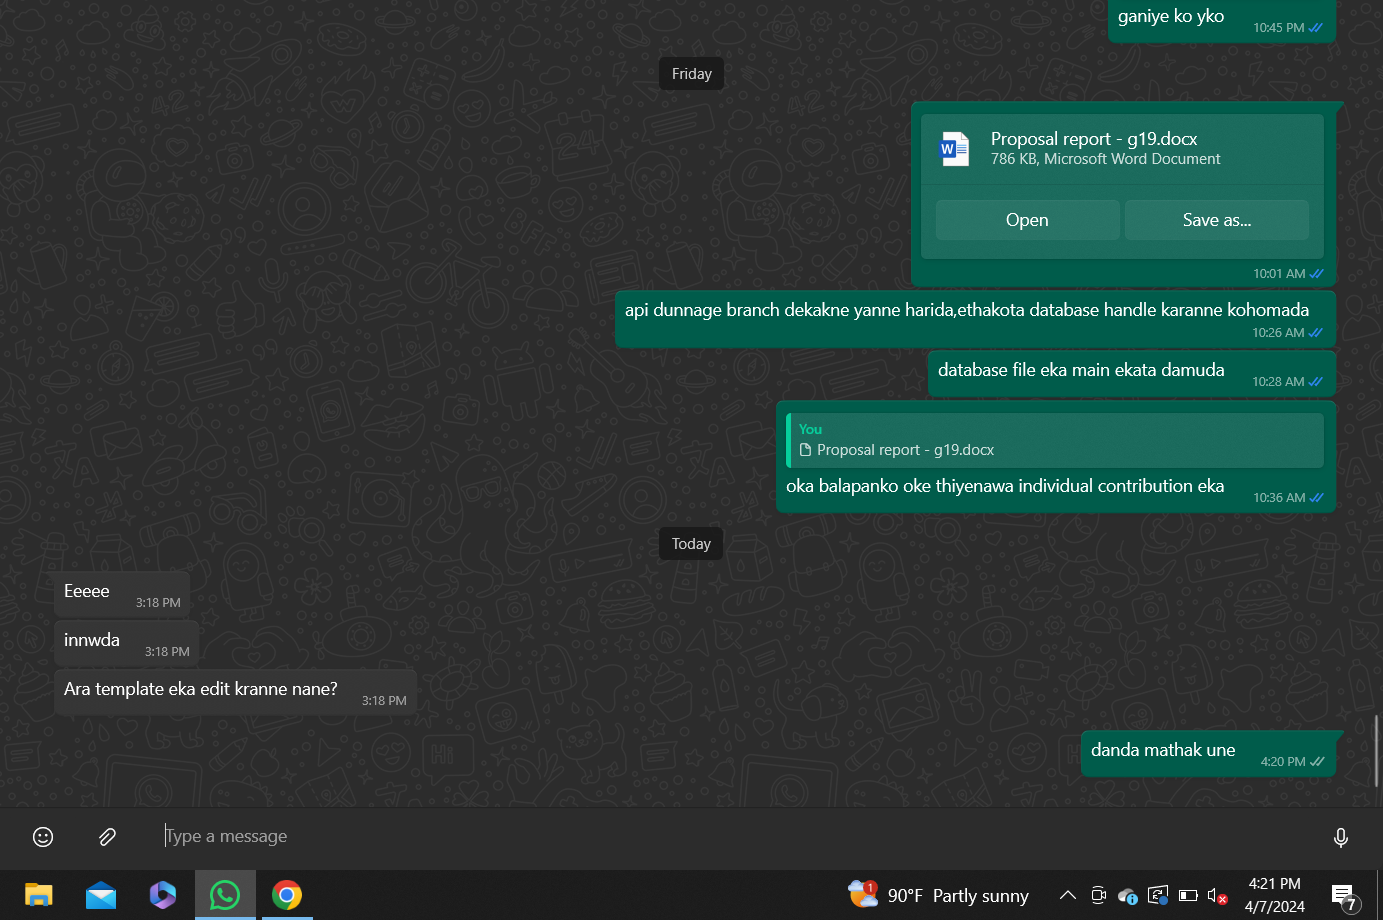 ganiye ko yko
10:45 PM
Friday
Proposal report - g19.docx
786 KB, Microsoft Word Document
Open
Save as...
10:01 AM
api dunnage branch dekakne yanne harida,ethakota database handle karanne kohomada
10:26 AM
database file eka main ekata damuda
10:28 AM
You
Proposal report - g19.docx
oka balapanko oke thiyenawa individual contribution eka
10:36 AM
Today
Eeeee
3:18 PM
innwda
3:18 PM
Ara template eka edit kranne nane?
3:18 PM
danda mathak une
4:20 PM
Type a message
1
90°F Partly sunny
4:21 PM
4/7/2024
7